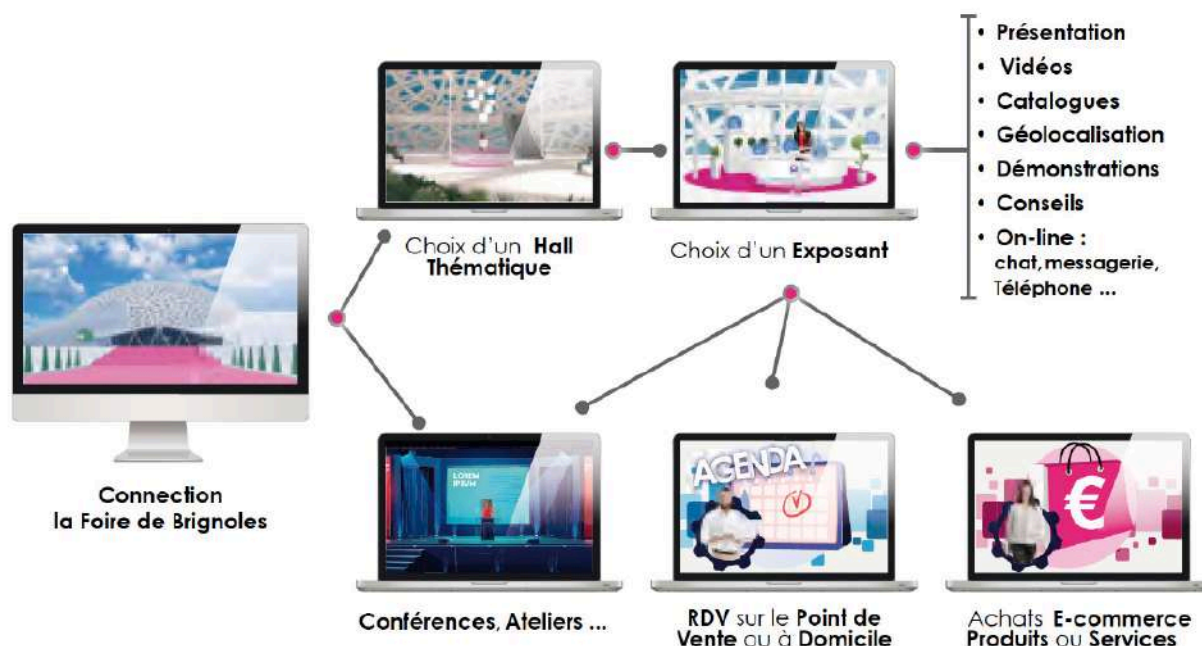 • Présentation
• Vidéos
• Catalogues
• Géolocalisation
• Démonstrations
• Conseils
• On-line :
chat, messagerie,
Téléphone ...
Choix d'un Hall
Thématique
Choix d'un Exposant
Connection
la Foire de Brignoles
LOREM
IPSUM
AGENDA
V
€
Conférences, Ateliers ...
RDV sur le Point de
Vente ou à Domicile
Achats E-commerce
Produits ou Services